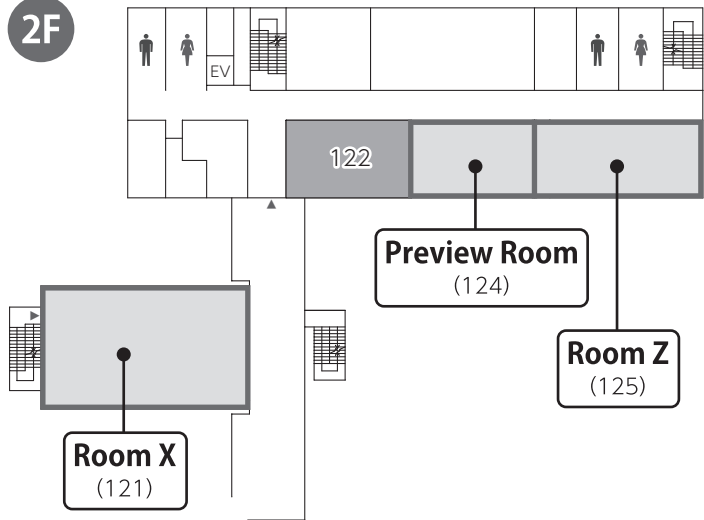 2F
EV
122
Preview Room
(124)
Room Z
(125)
Room X
(121)